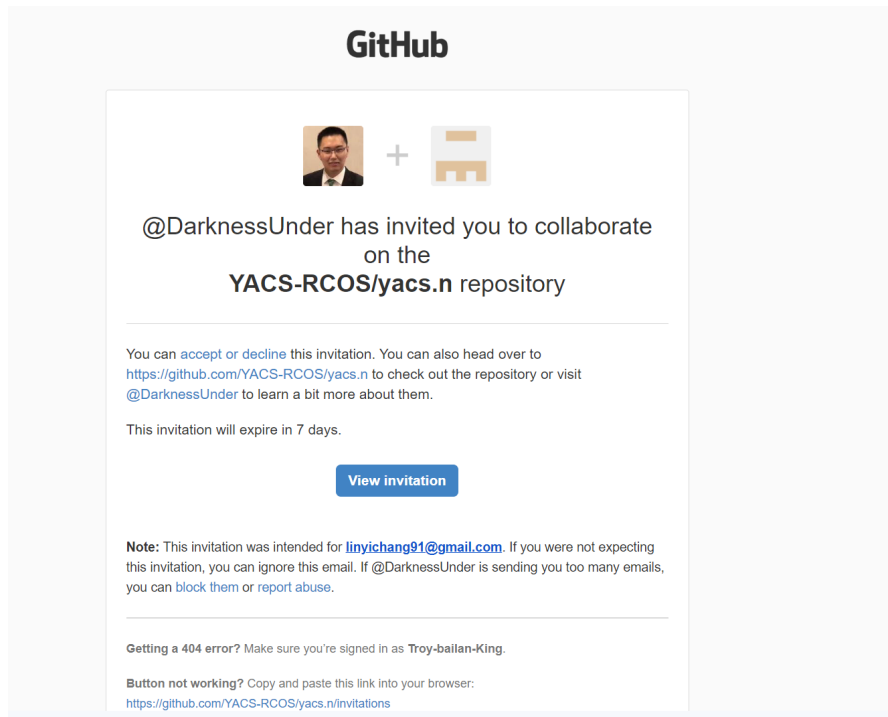 GitHub
@DarknessUnder has invited you to collaborate
on the
YACS-RCOS/yacs.n repository
You can accept or decline this invitation. You can also head over to
https://github.com/YACS-RCOS/yacs.n to check out the repository or visit
@DarknessUnder to learn a bit more about them.
This invitation will expire in 7 days.
View invitation
Note: This invitation was intended for linyichang91@gmail.com. If you were not expecting
this invitation, you can ignore this email. If @DarknessUnder is sending you too many emails,
you can block them or report abuse.
Getting a 404 error? Make sure you’re signed in as Troy-bailan-King.
Button not working? Copy and paste this link into your browser:
https://github.com/YACS-RCOS/yacs.n/invitations